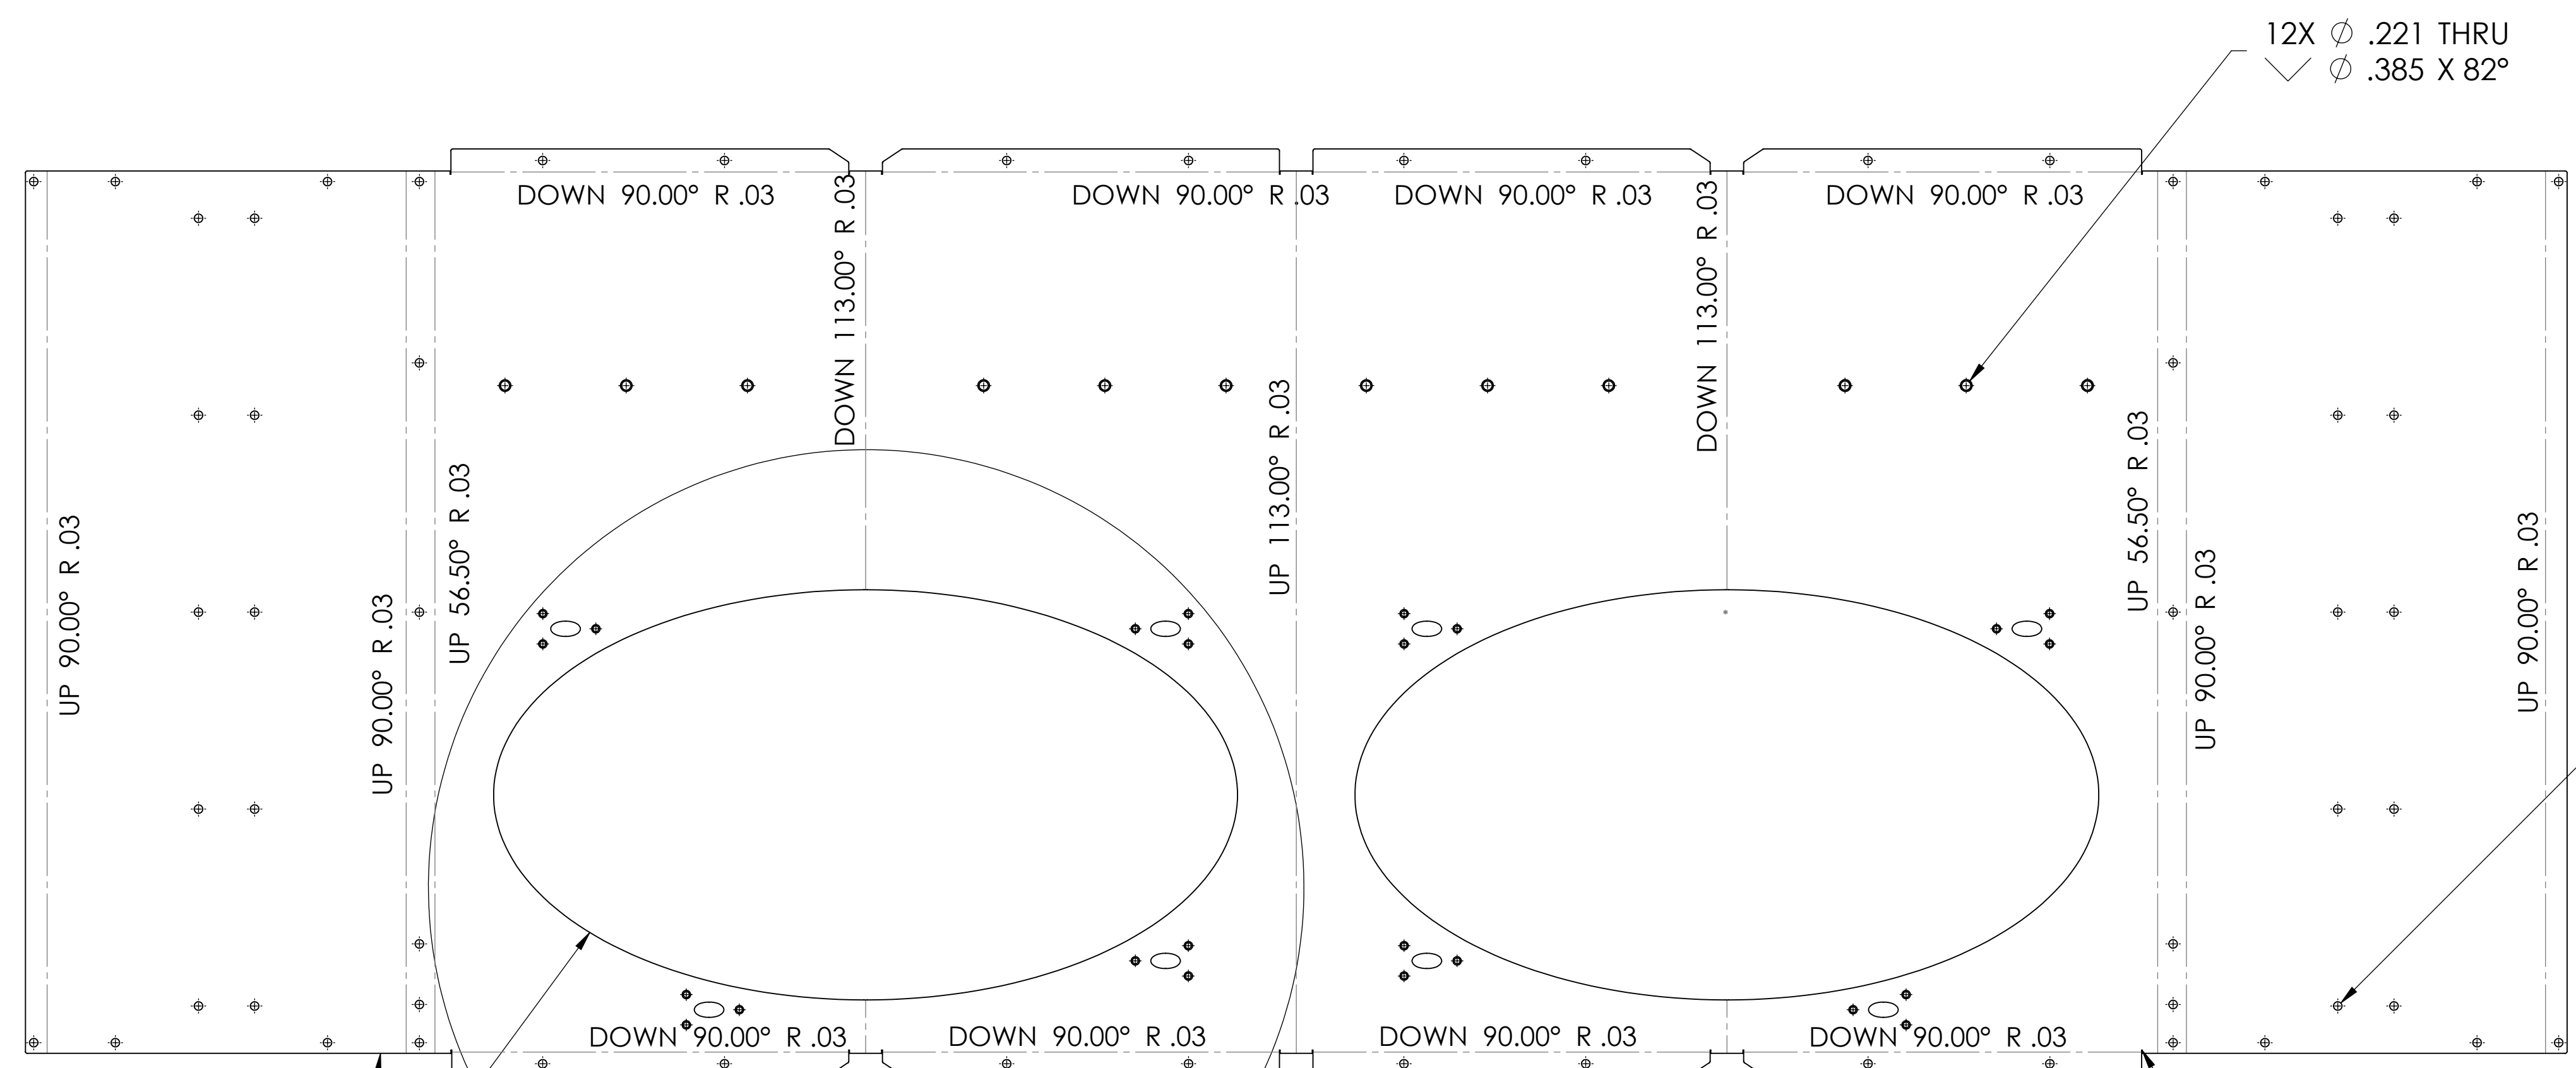 12X ∅ .221 THRU
⌵ ∅ .385 X 82°
DOWN 90.00° R .03
DOWN 90.00° R .03
DOWN 90.00° R .03
DOWN 90.00° R .03
DOWN 113.00° R .03
DOWN 113.00° R .03
UP 90.00° R .03
UP 90.00° R .03
UP 56.50° R .03
UP 113.00° R .03
UP 56.50° R .03
UP 90.00° R .03
UP 90.00° R .03
DOWN 90.00° R .03
DOWN 90.00° R .03
DOWN 90.00° R .03
DOWN 90.00° R .03